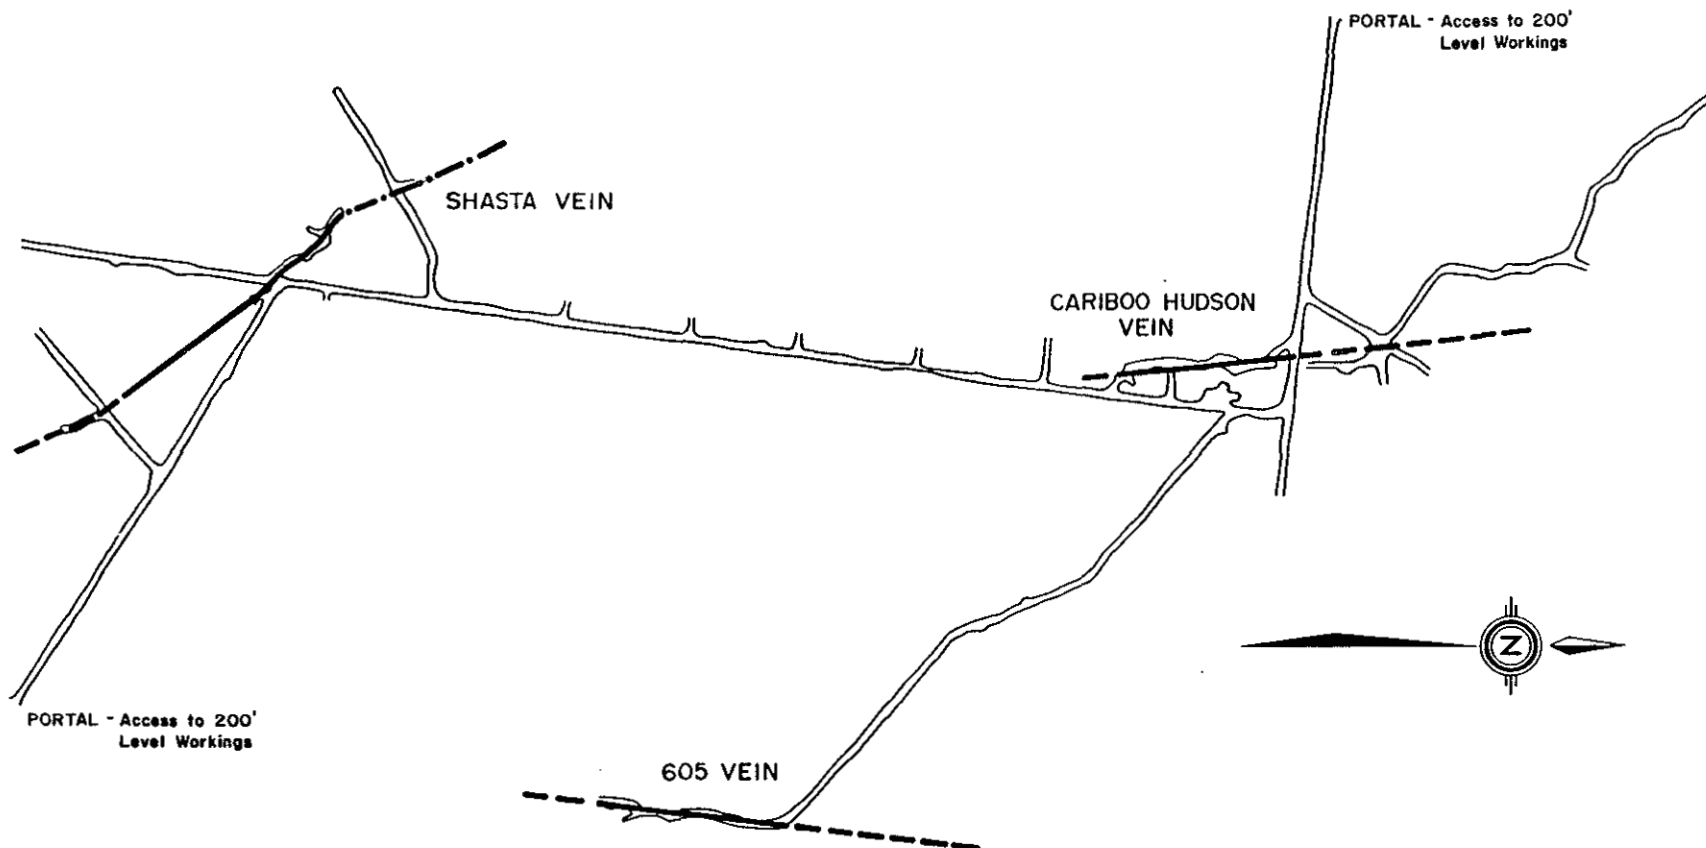 PORTAL - Access to 200'
Level Workings
SHASTA VEIN
CARIBOO HUDSON
VEIN
N
PORTAL - Access to 200'
Level Workings
605 VEIN